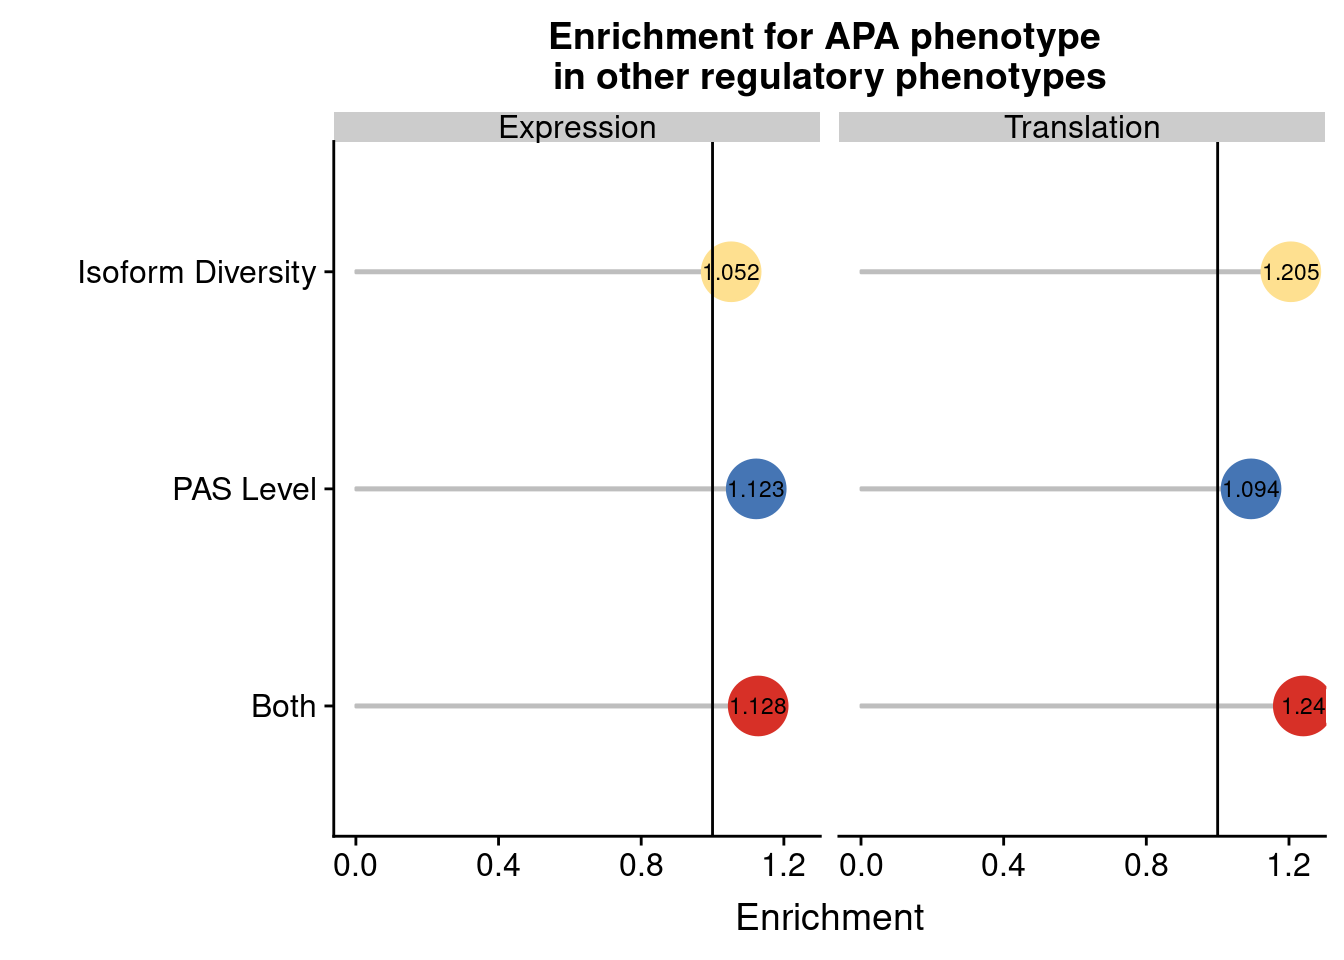 Enrichment for APA phenotype
in other regulatory phenotypes
Expression
Translation
Isoform Diversity
1.052
1.205
PAS Level
1.123
1.094
Both
1.128
1.24
0.0
0.4
0.8
1.2
0.0
0.4
0.8
1.2
Enrichment